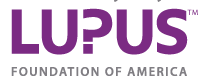 LUPUS™
FOUNDATION OF AMERICA